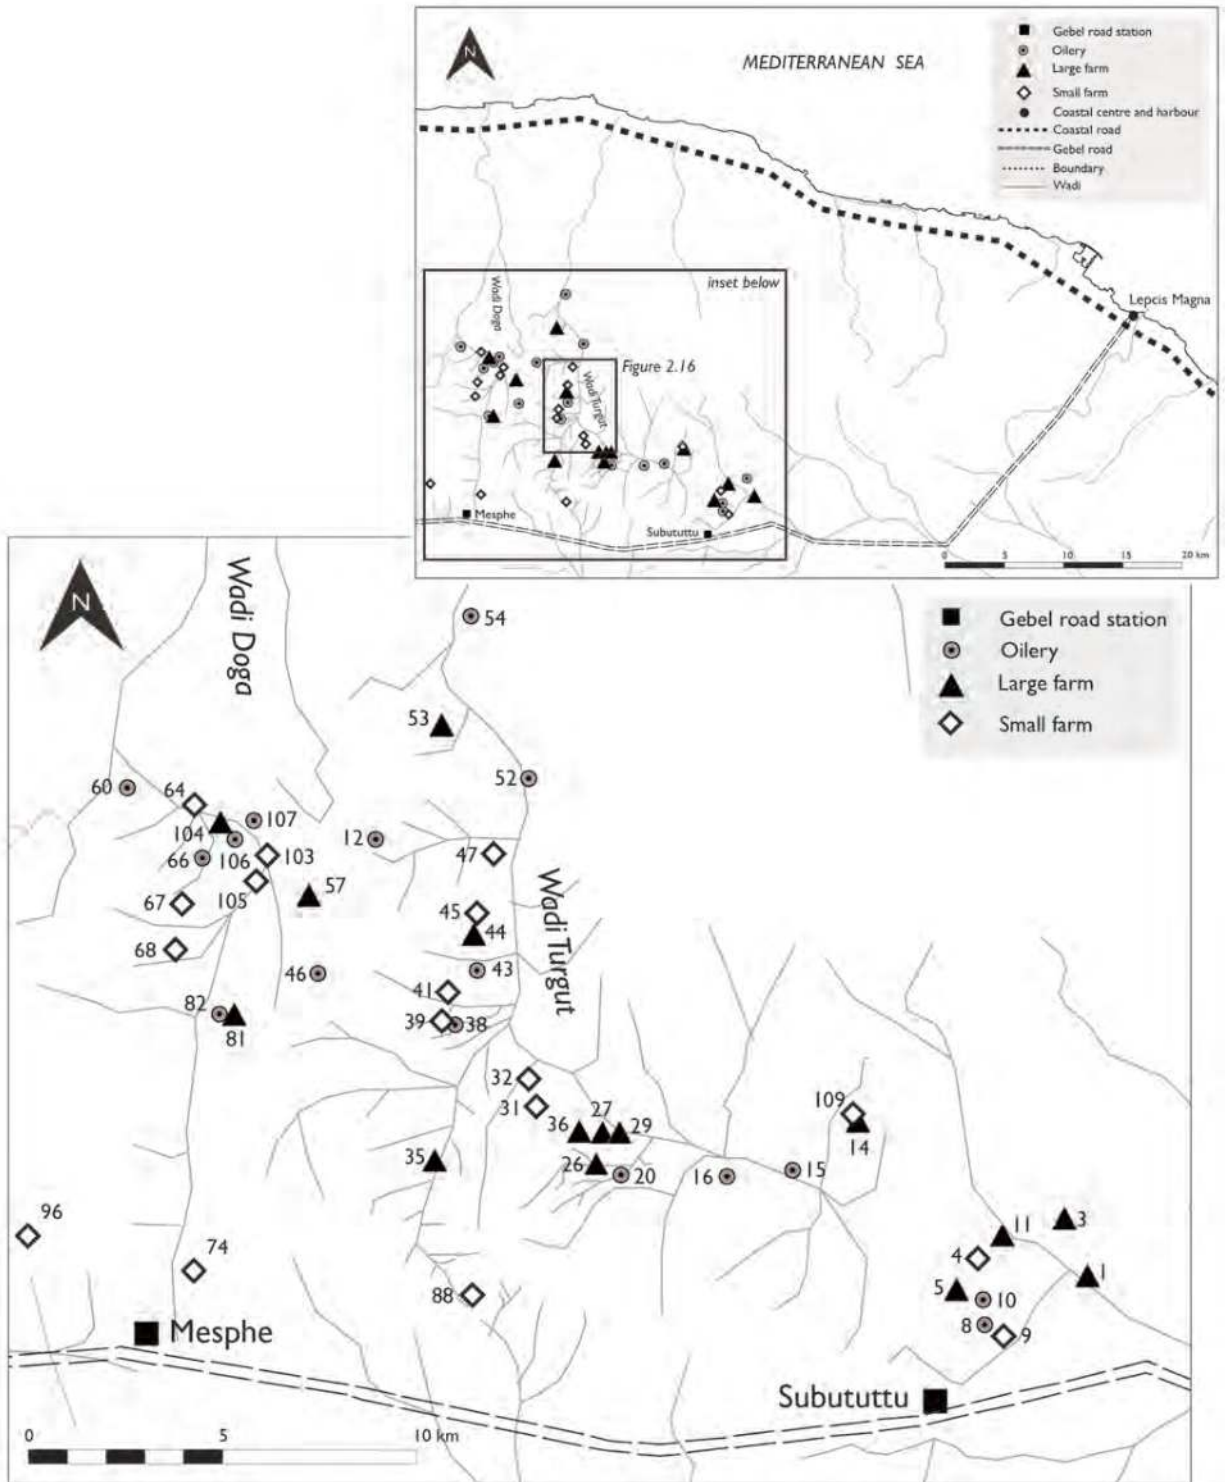 N
MEDITERRANEAN SEA
Gebel road station
Oilery
Large farm
Small farm
Coastal centre and harbour
Coastal road
Gebel road
Boundary
Wadi
inset below
Wadi Doga
Lepcis Magna
Figure 2.16
Wadi Turgut
Mesphe
Subututtu
0 5 10 15 20 km
N
Wadi Doga
54
Gebel road station
Oilery
Large farm
Small farm
53
52
60
64
107
104
12
66
106
103
47
105
57
67
45
Wadi Turgut
44
68
46
43
41
82
39
38
81
32
31
109
27
36
29
14
35
26
20
16
15
96
3
11
74
4
1
5
88
10
8
9
Mesphe
Subututtu
0 5 10 km